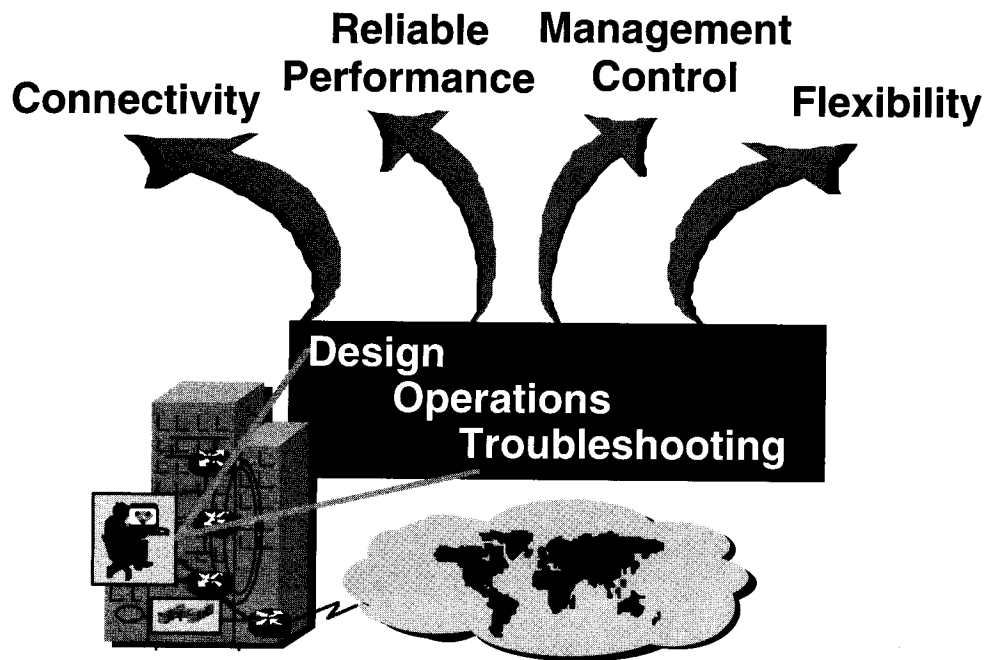 Connectivity
Reliable
Performance
Management
Control
Flexibility
Design
Operations
Troubleshooting